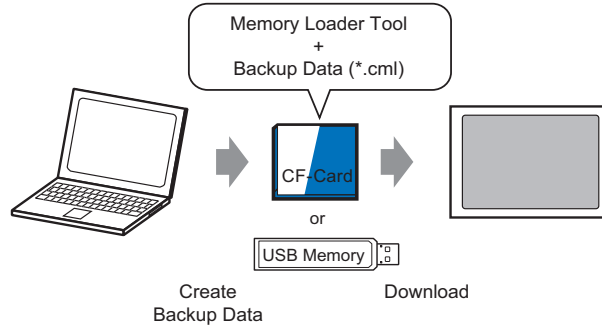 Memory Loader Tool
+
Backup Data (*.cml)
CF-Card
or
USB Memory
Create
Backup Data
Download